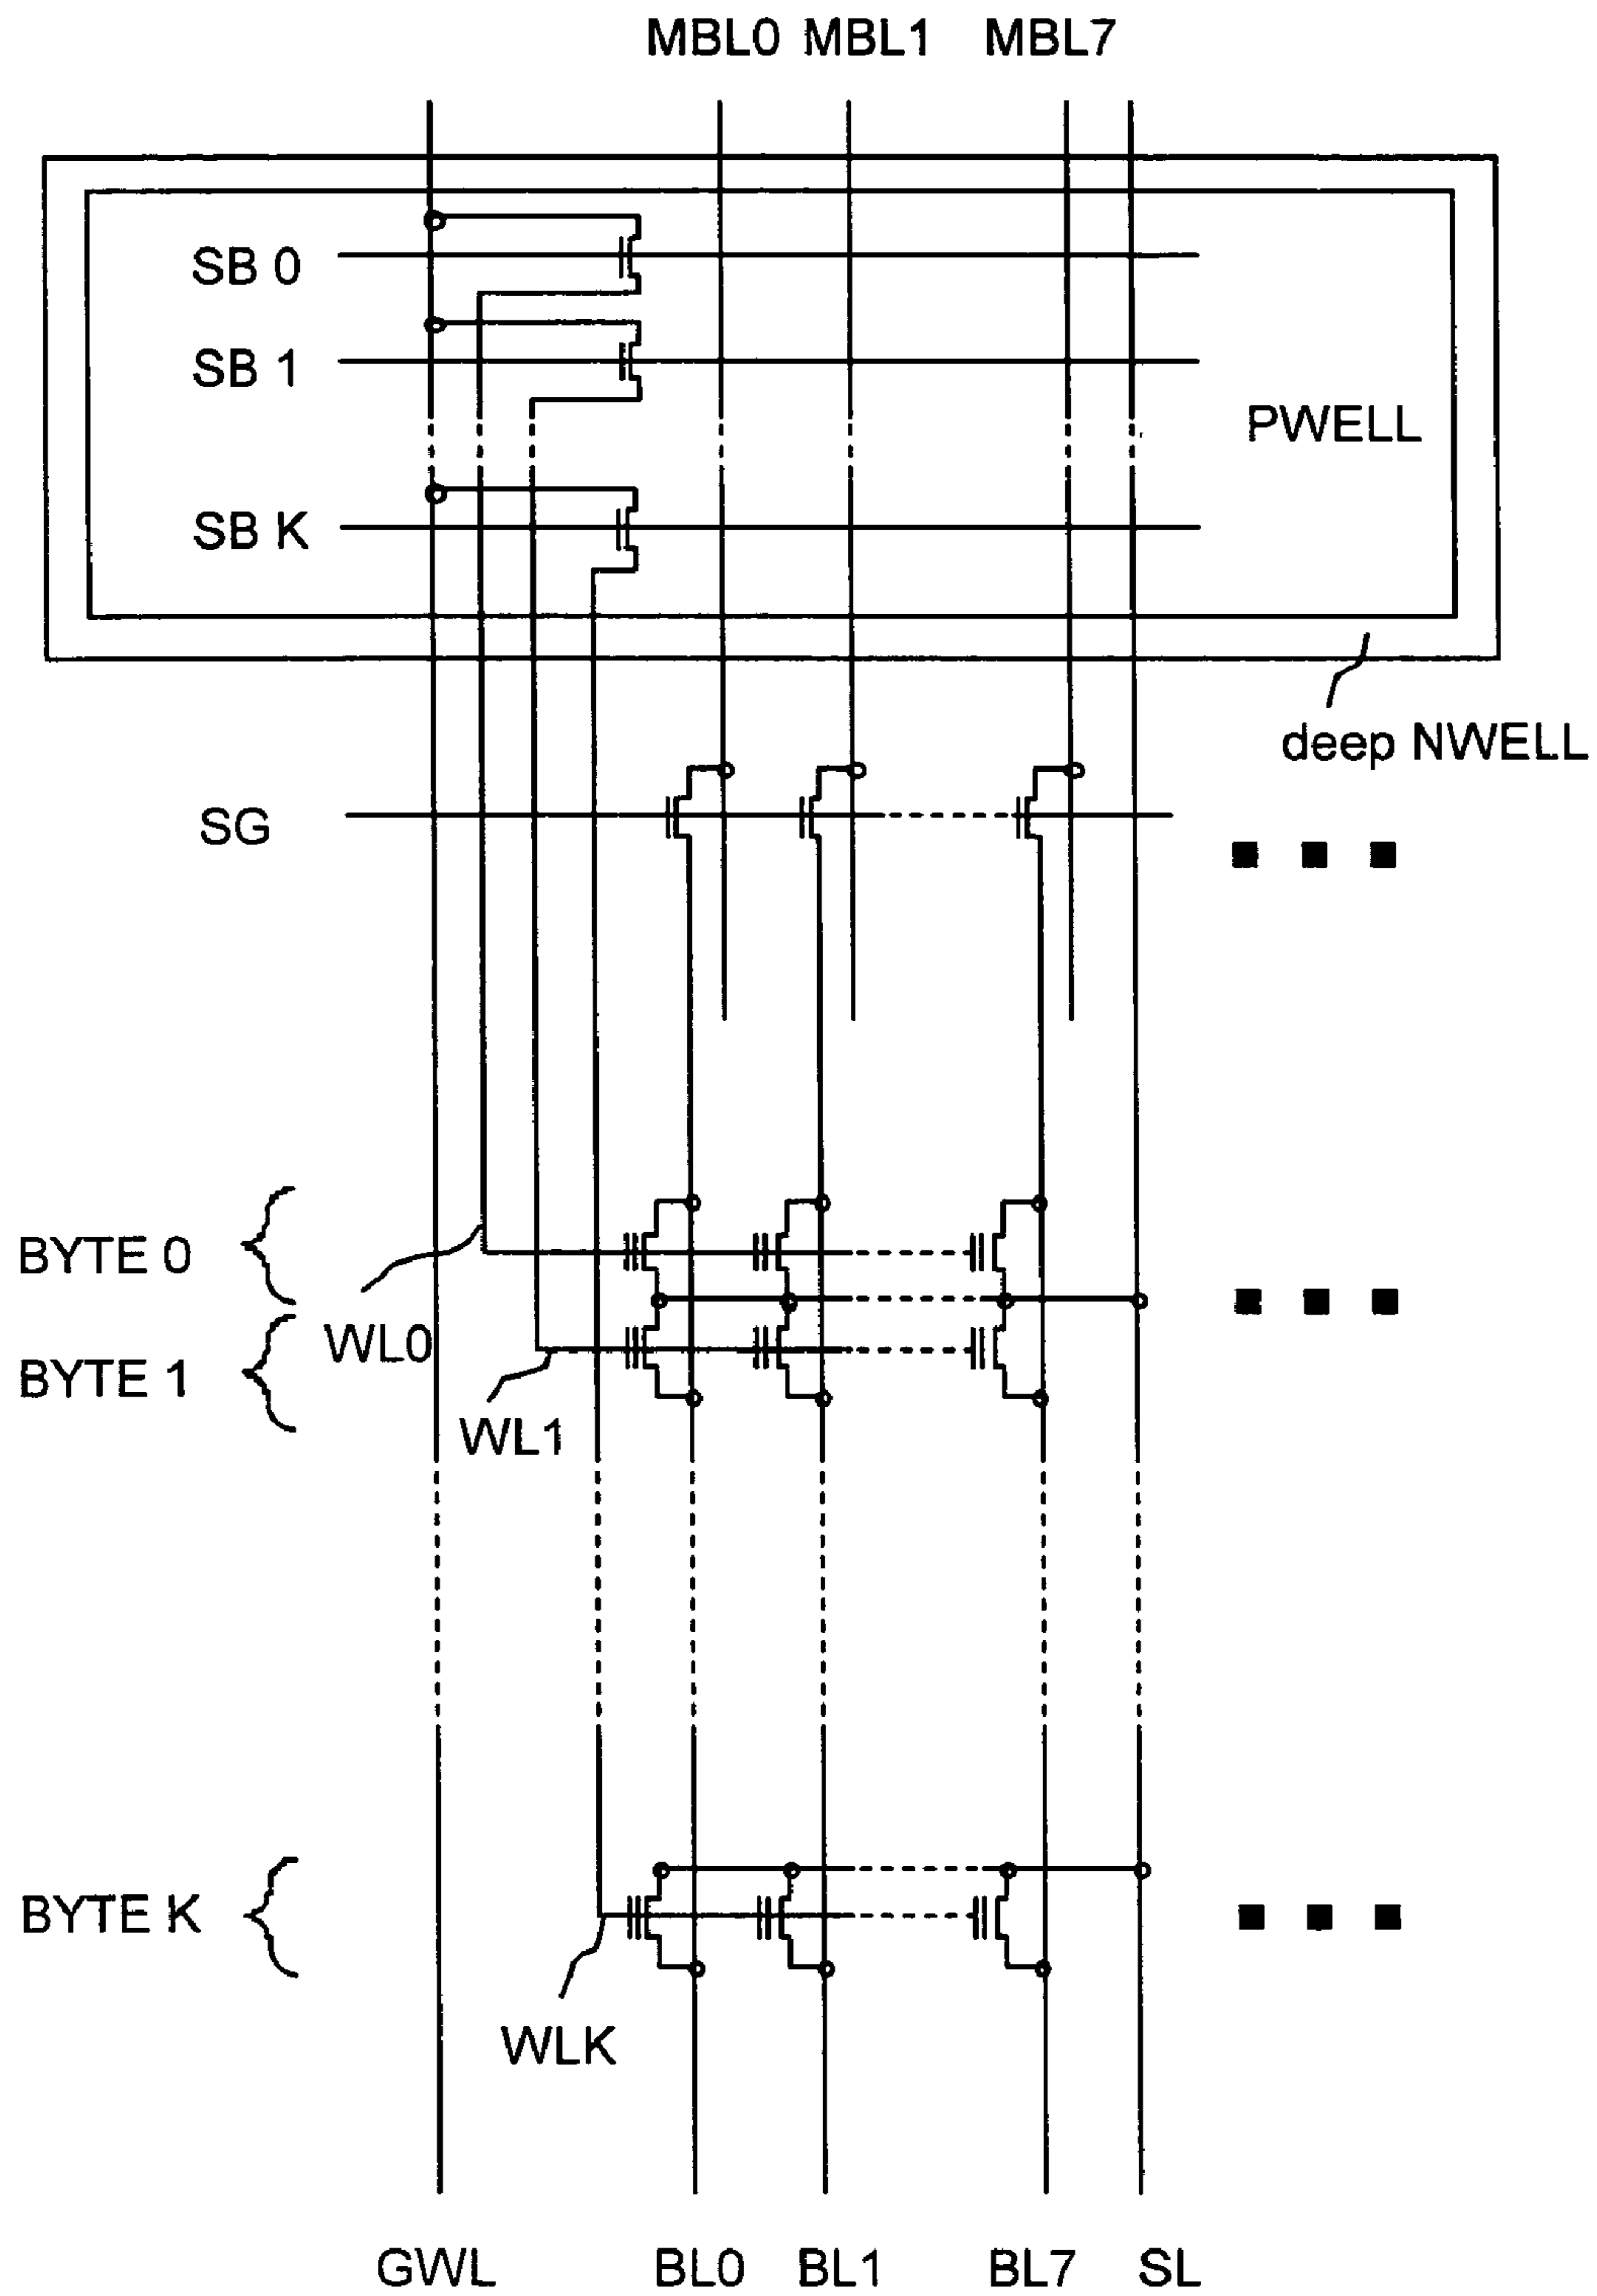 MBL0 MBL1 MBL7
SB 0
SB 1
PWELL
SB K
deep NWELL
SG
BYTE 0
WL0
BYTE 1
WL1
BYTE K
WLK
GWL BL0 BL1 BL7 SL